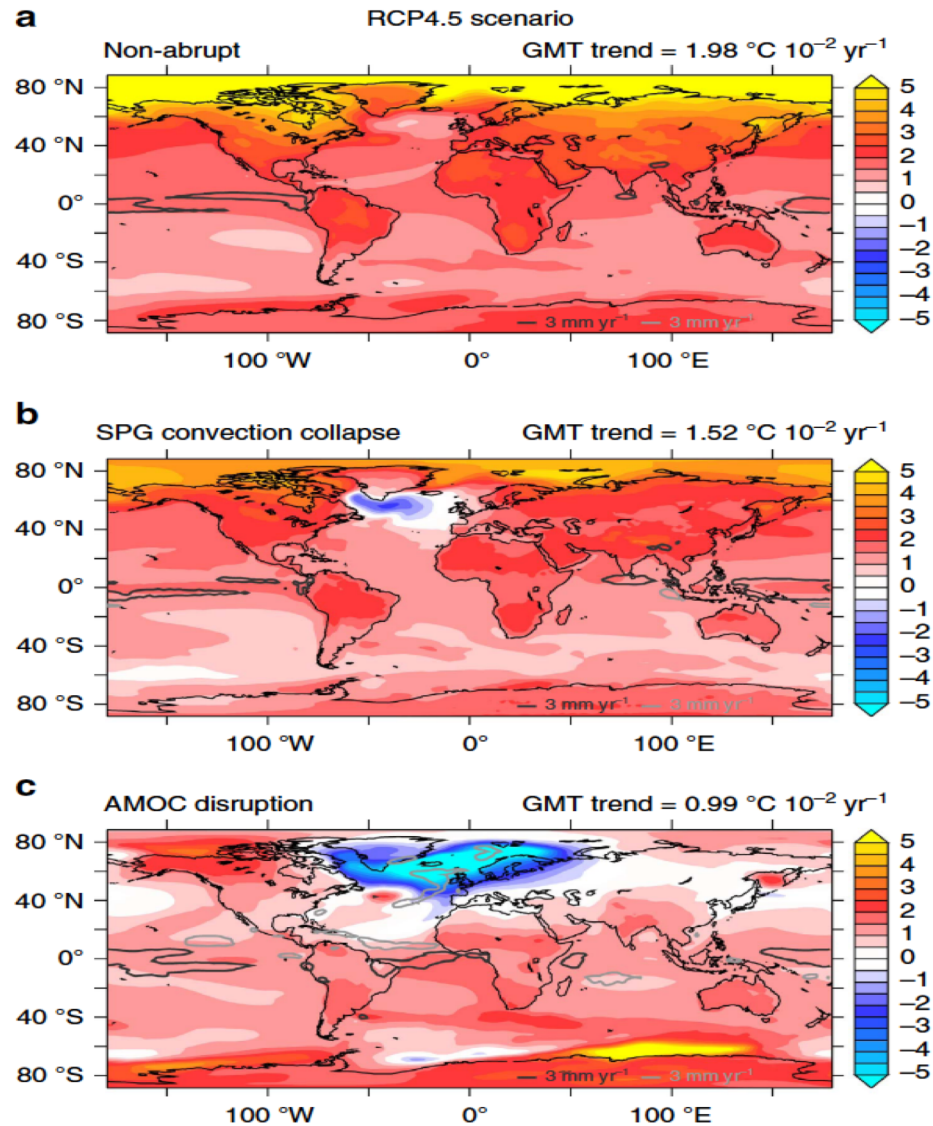 a
RCP4.5 scenario
Non-abrupt
GMT trend = 1.98 °C 10⁻² yr⁻¹
80 °N
40 °N
0°
40 °S
80 °S
3 mm yr⁻¹ 3 mm yr⁻¹
100 °W 0° 100 °E
5
4
3
2
1
0
−1
−2
−3
−4
−5
b
SPG convection collapse
GMT trend = 1.52 °C 10⁻² yr⁻¹
80 °N
40 °N
0°
40 °S
80 °S
3 mm yr⁻¹ 3 mm yr⁻¹
100 °W 0° 100 °E
5
4
3
2
1
0
−1
−2
−3
−4
−5
c
AMOC disruption
GMT trend = 0.99 °C 10⁻² yr⁻¹
80 °N
40 °N
0°
40 °S
80 °S
3 mm yr⁻¹ 3 mm yr⁻¹
100 °W 0° 100 °E
5
4
3
2
1
0
−1
−2
−3
−4
−5